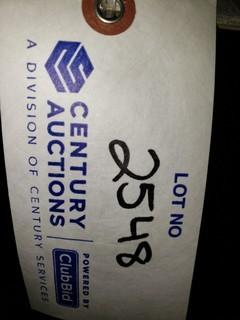 CENTURY
AUCTIONS
A DIVISION OF CENTURY SERVICES
POWERED BY
ClubBid
LOT NO
2548